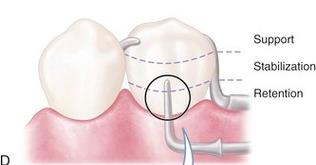 Support
Stabilization
Retention
D